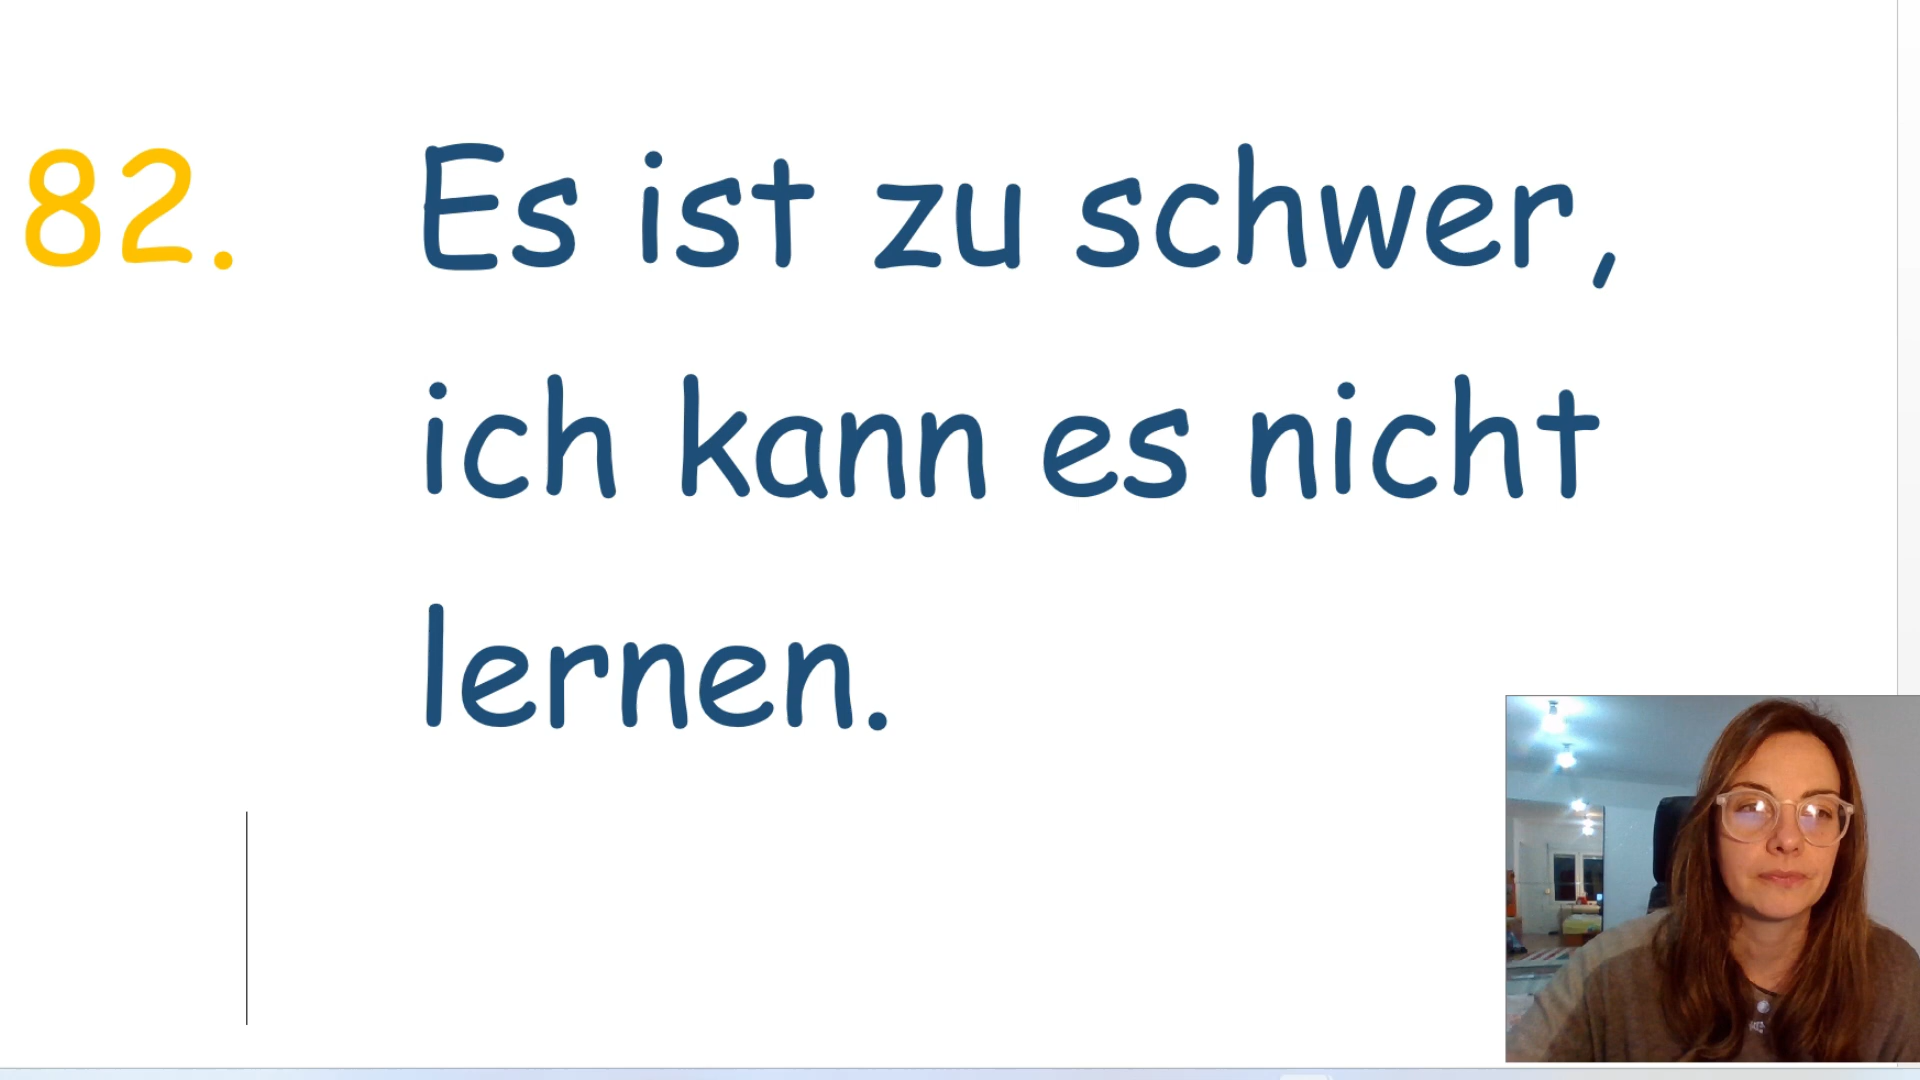 82. Es ist zu schwer,
ich kann es nicht
lernen.